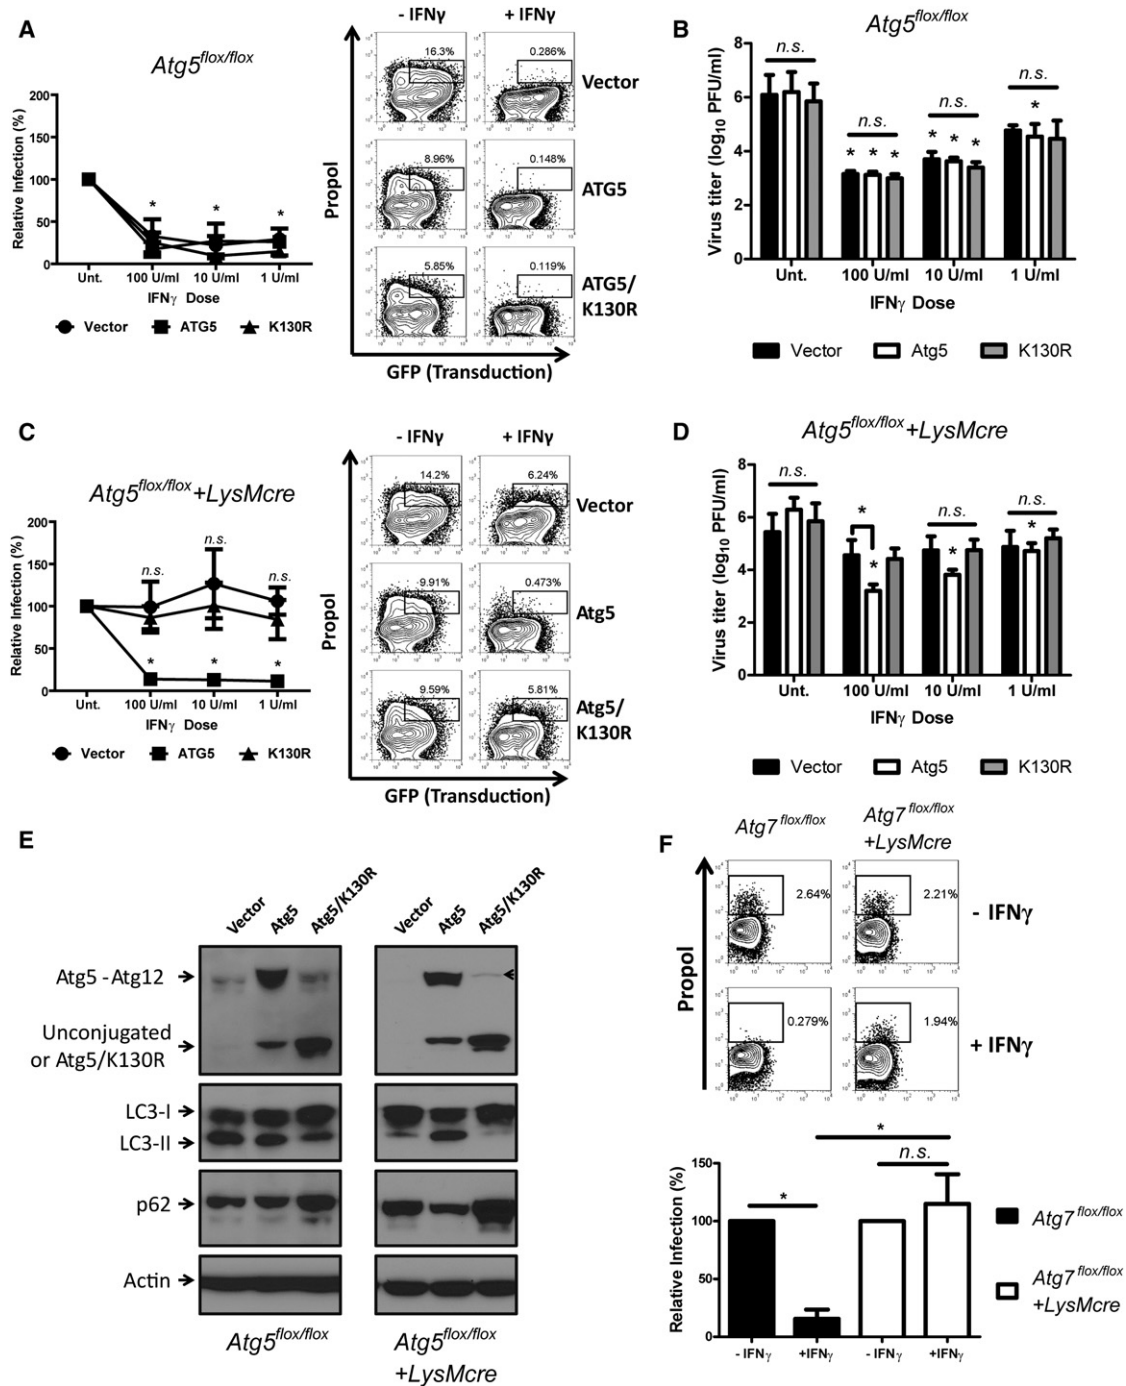 A
Atg5flox/flox
Relative Infection (%)
200
150
100
50
0
Unt.
100 U/ml
10 U/ml
1 U/ml
*
*
*
IFNγ Dose
Vector
ATG5
K130R
- IFNγ
+ IFNγ
16.3%
0.286%
Vector
8.96%
0.148%
ATG5
5.85%
0.119%
ATG5/
K130R
Propol
GFP (Transduction)
B
Atg5flox/flox
Virus titer (log10 PFU/ml)
8
6
4
2
0
n.s.
n.s.
n.s.
n.s.
* * *
* * *
*
Unt.
100 U/ml
10 U/ml
1 U/ml
IFNγ Dose
Vector
Atg5
K130R
C
Atg5flox/flox+LysMcre
Relative Infection (%)
200
150
100
50
0
n.s.
n.s.
n.s.
*
*
*
Unt.
100 U/ml
10 U/ml
1 U/ml
IFNγ Dose
Vector
ATG5
K130R
- IFNγ
+ IFNγ
14.2%
6.24%
Vector
9.91%
0.473%
Atg5
9.59%
5.81%
Atg5/
K130R
Propol
GFP (Transduction)
D
Atg5flox/flox+LysMcre
Virus titer (log10 PFU/ml)
8
6
4
2
0
n.s.
*
*
n.s.
*
n.s.
*
Unt.
100 U/ml
10 U/ml
1 U/ml
IFNγ Dose
Vector
Atg5
K130R
E
Vector
Atg5
Atg5/K130R
Vector
Atg5
Atg5/K130R
Atg5 -Atg12
Unconjugated
or Atg5/K130R
LC3-I
LC3-II
p62
Actin
Atg5flox/flox
Atg5flox/flox
+LysMcre
F
Atg7flox/flox
Atg7flox/flox
+LysMcre
2.64%
2.21%
- IFNγ
0.279%
1.94%
+ IFNγ
Propol
Relative Infection (%)
150
100
50
0
*
*
n.s.
- IFNγ
+IFNγ
- IFNγ
+IFNγ
Atg7flox/flox
Atg7flox/flox
+LysMcre